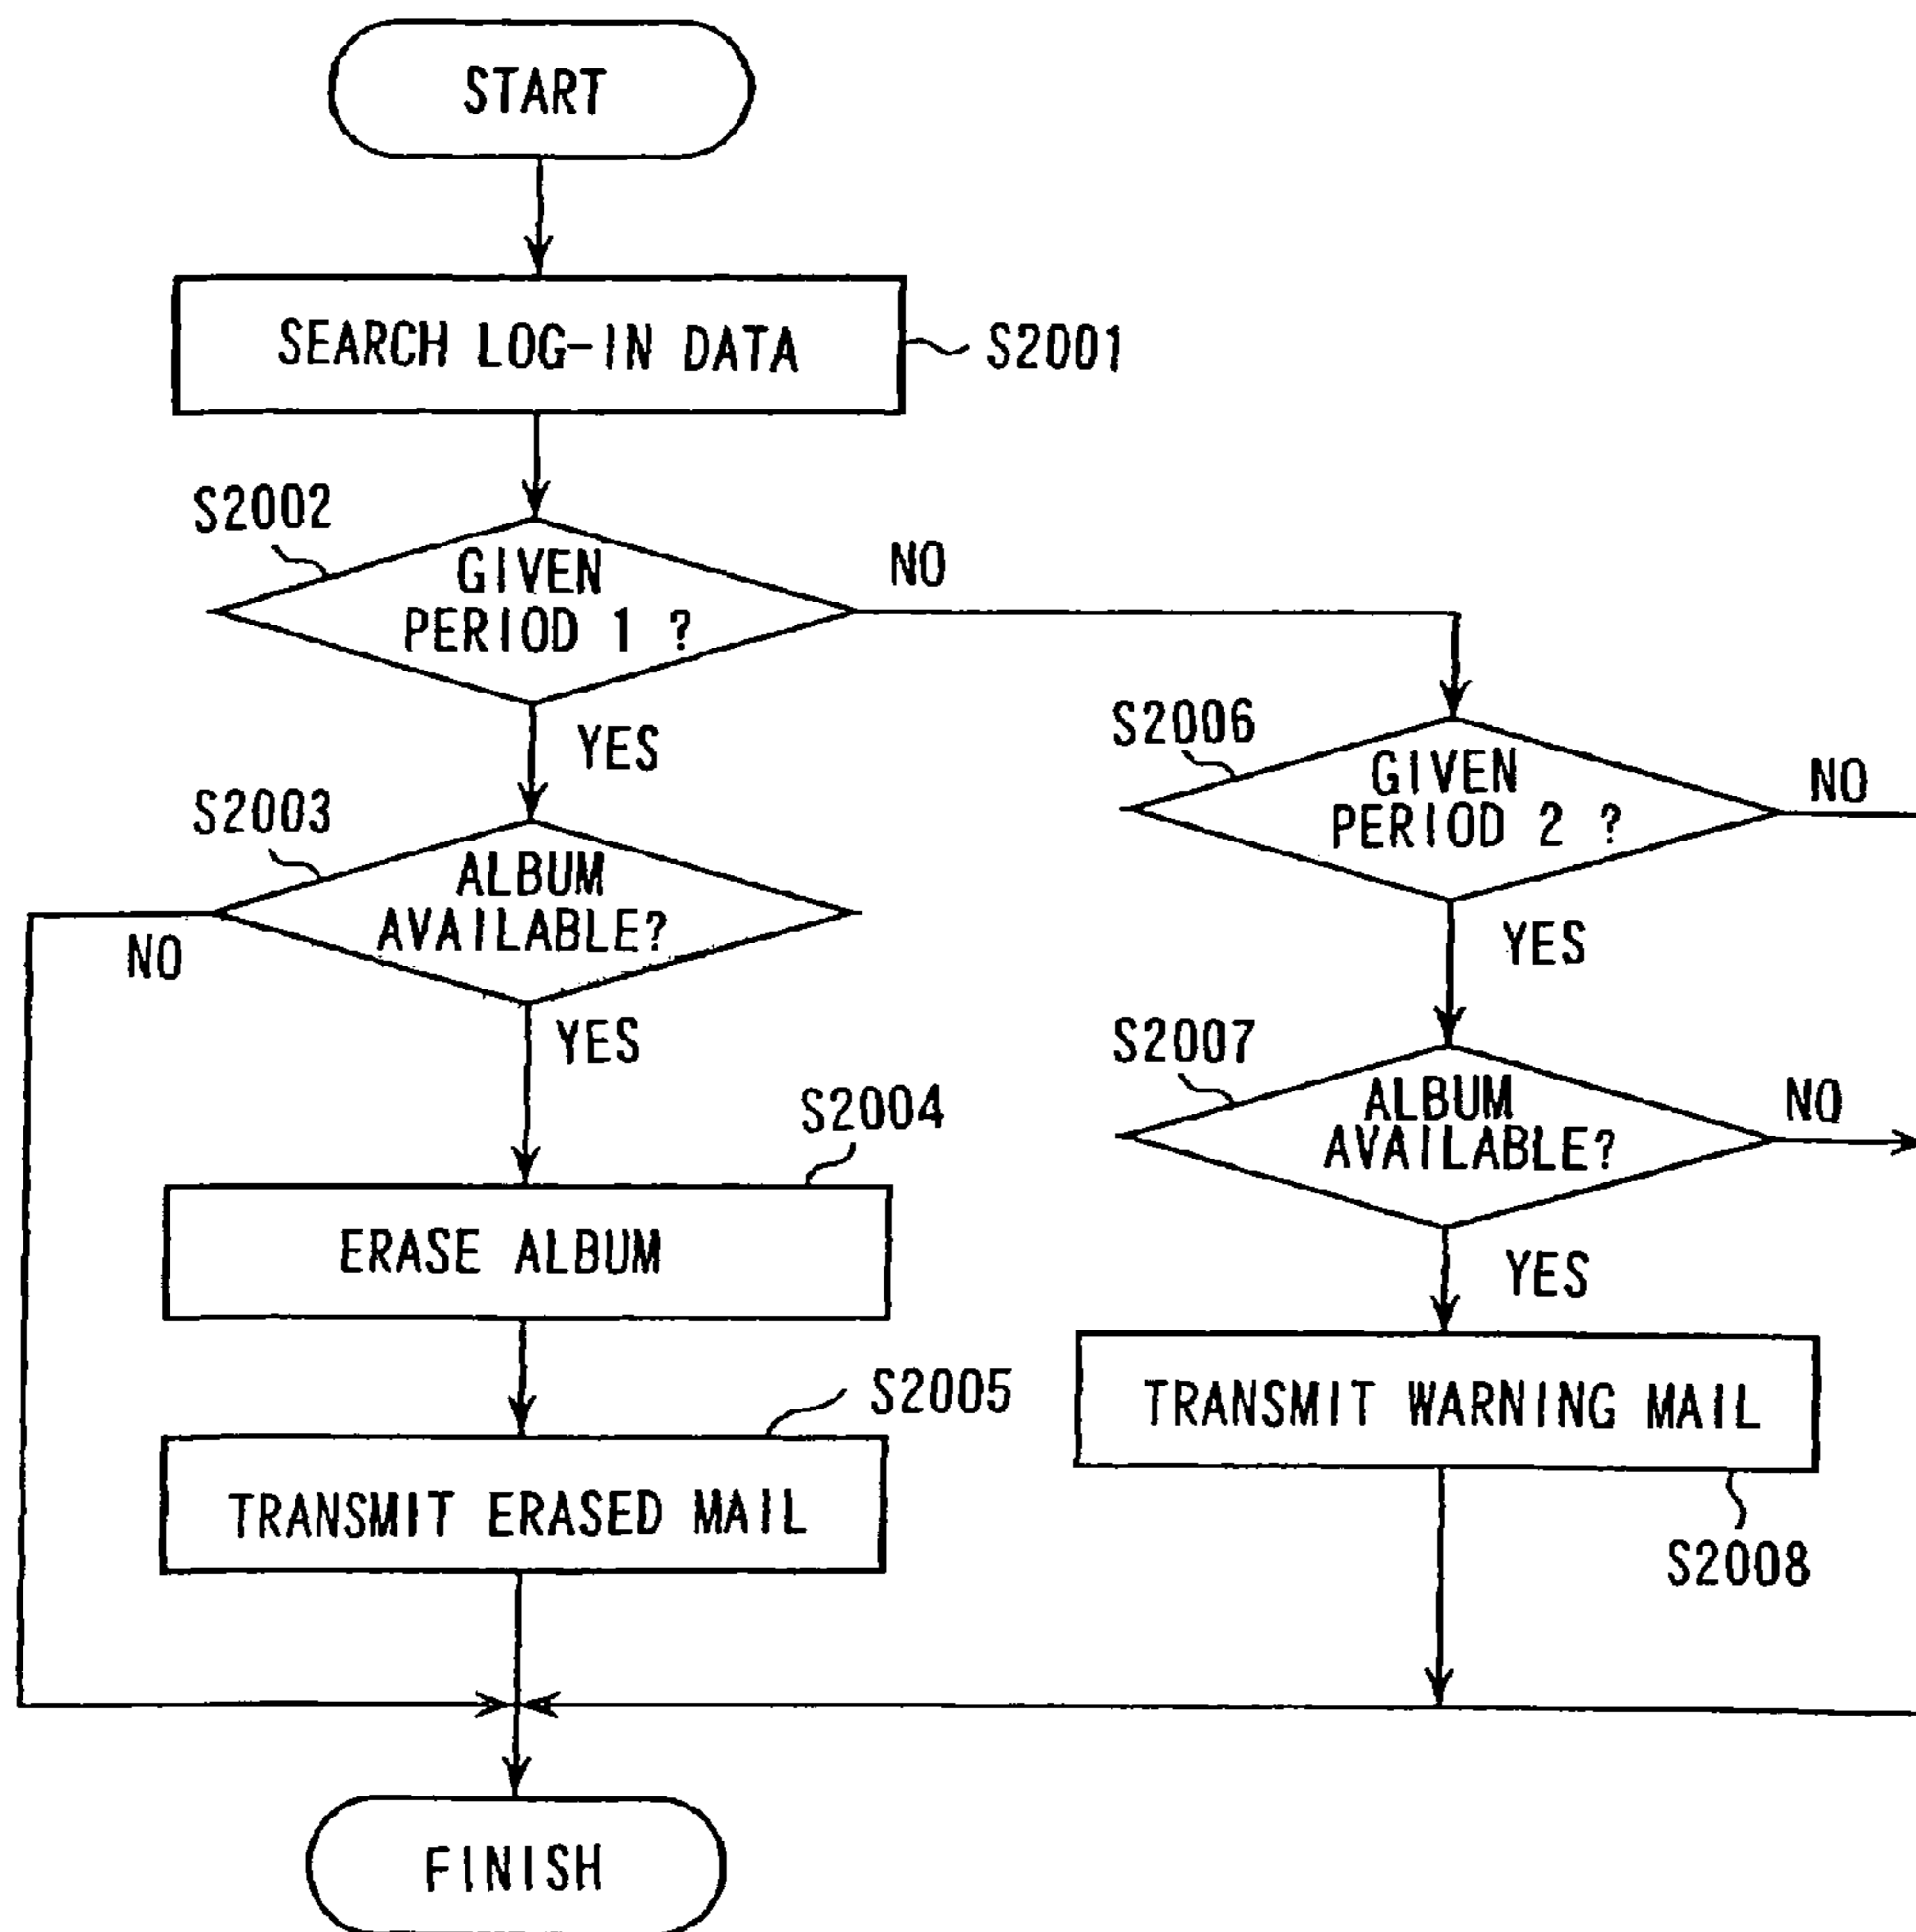 START
SEARCH LOG-IN DATA
S2001
S2002
GIVEN
PERIOD 1 ?
NO
YES
S2003
ALBUM
AVAILABLE?
NO
YES
S2004
ERASE ALBUM
S2005
TRANSMIT ERASED MAIL
S2006
GIVEN
PERIOD 2 ?
NO
YES
S2007
ALBUM
AVAILABLE?
NO
YES
TRANSMIT WARNING MAIL
S2008
FINISH